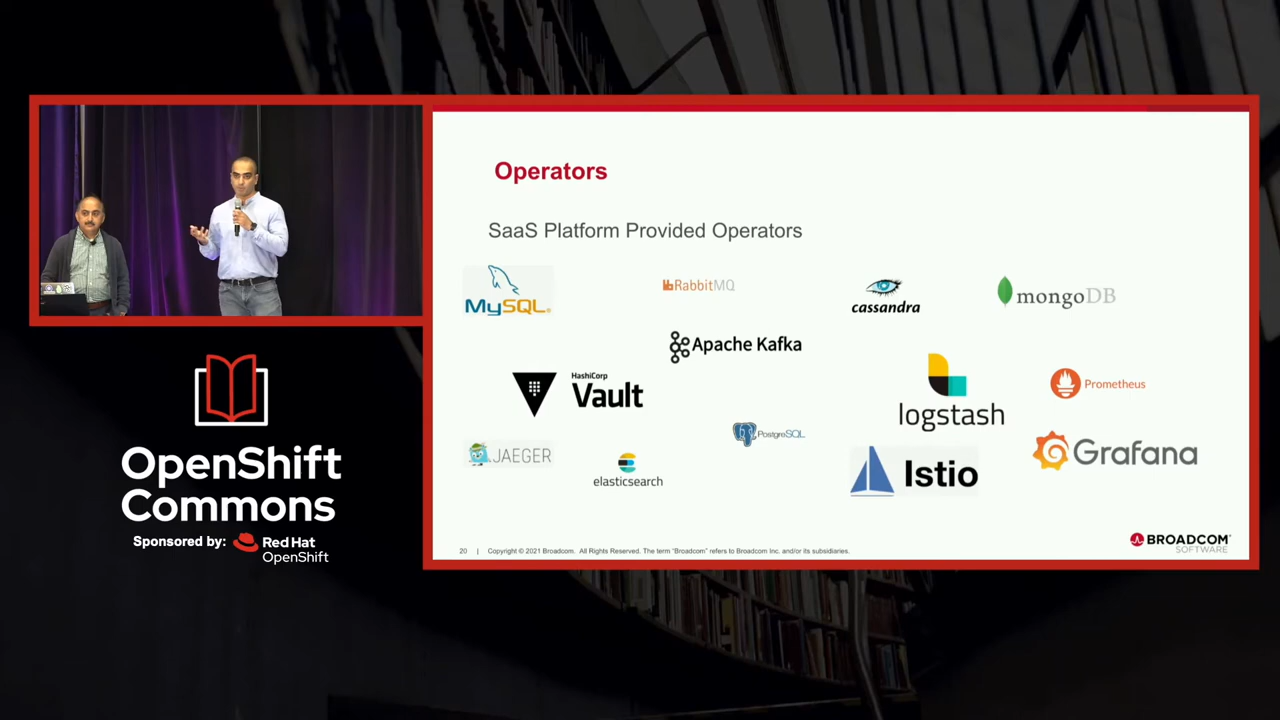 Operators
SaaS Platform Provided Operators
MySQL®
RabbitMQ
cassandra
mongoDB
Apache Kafka
HashiCorp
Vault
logstash
Prometheus
PostgreSQL
JAEGER
elasticsearch
Istio
Grafana
20 | Copyright © 2021 Broadcom. All Rights Reserved. The term “Broadcom” refers to Broadcom Inc. and/or its subsidiaries.
BROADCOM®
SOFTWARE
OpenShift
Commons
Sponsored by: Red Hat
OpenShift